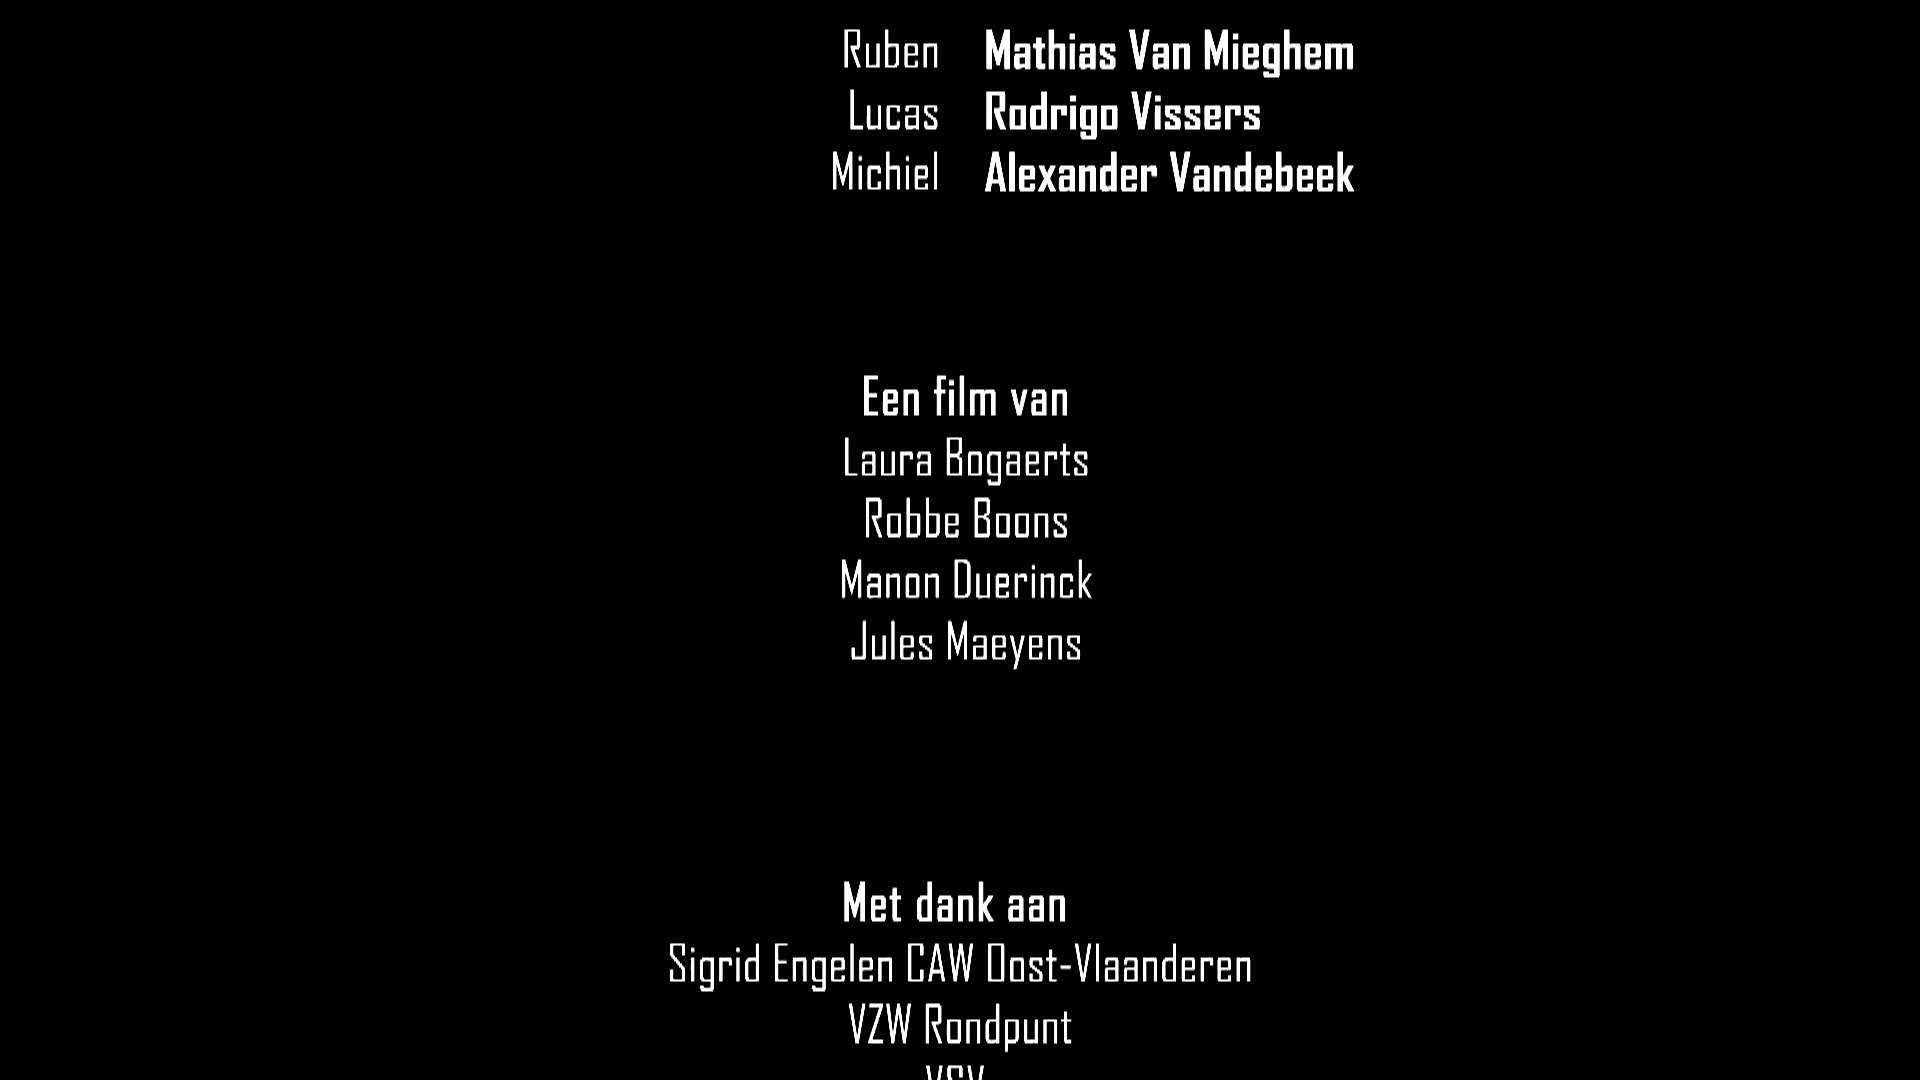 Ruben Mathias Van Mieghem
Lucas Rodrigo Vissers
Michiel Alexander Vandebeek
Een film van
Laura Bogaerts
Robbe Boons
Manon Duerinck
Jules Maeyens
Met dank aan
Sigrid Engelen CAW Oost-Vlaanderen
VZW Rondpunt